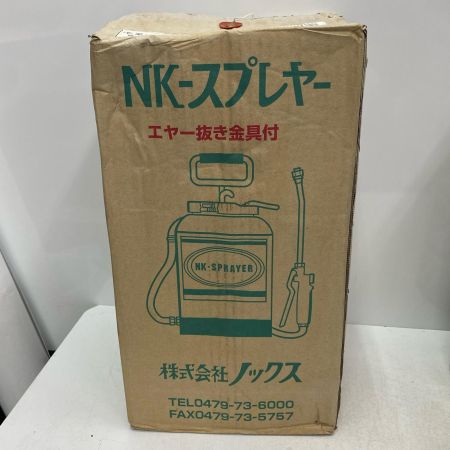 NK-スプレヤー
エヤー抜き金具付
NK-SPRAYER
株式会社ノックス
TEL0479-73-6000
FAX0479-73-5757